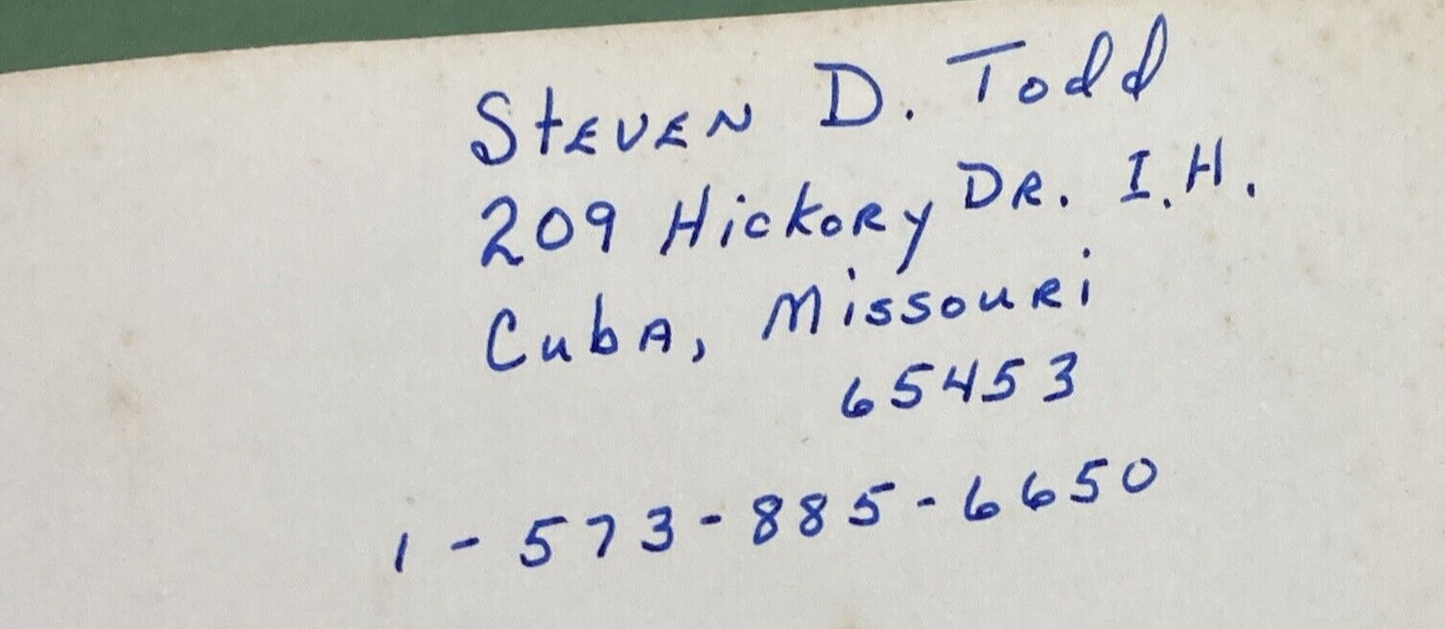 Steven D. Todd
209 Hickory Dr. I.H.
Cuba, Missouri
65453
1-573-885-6650